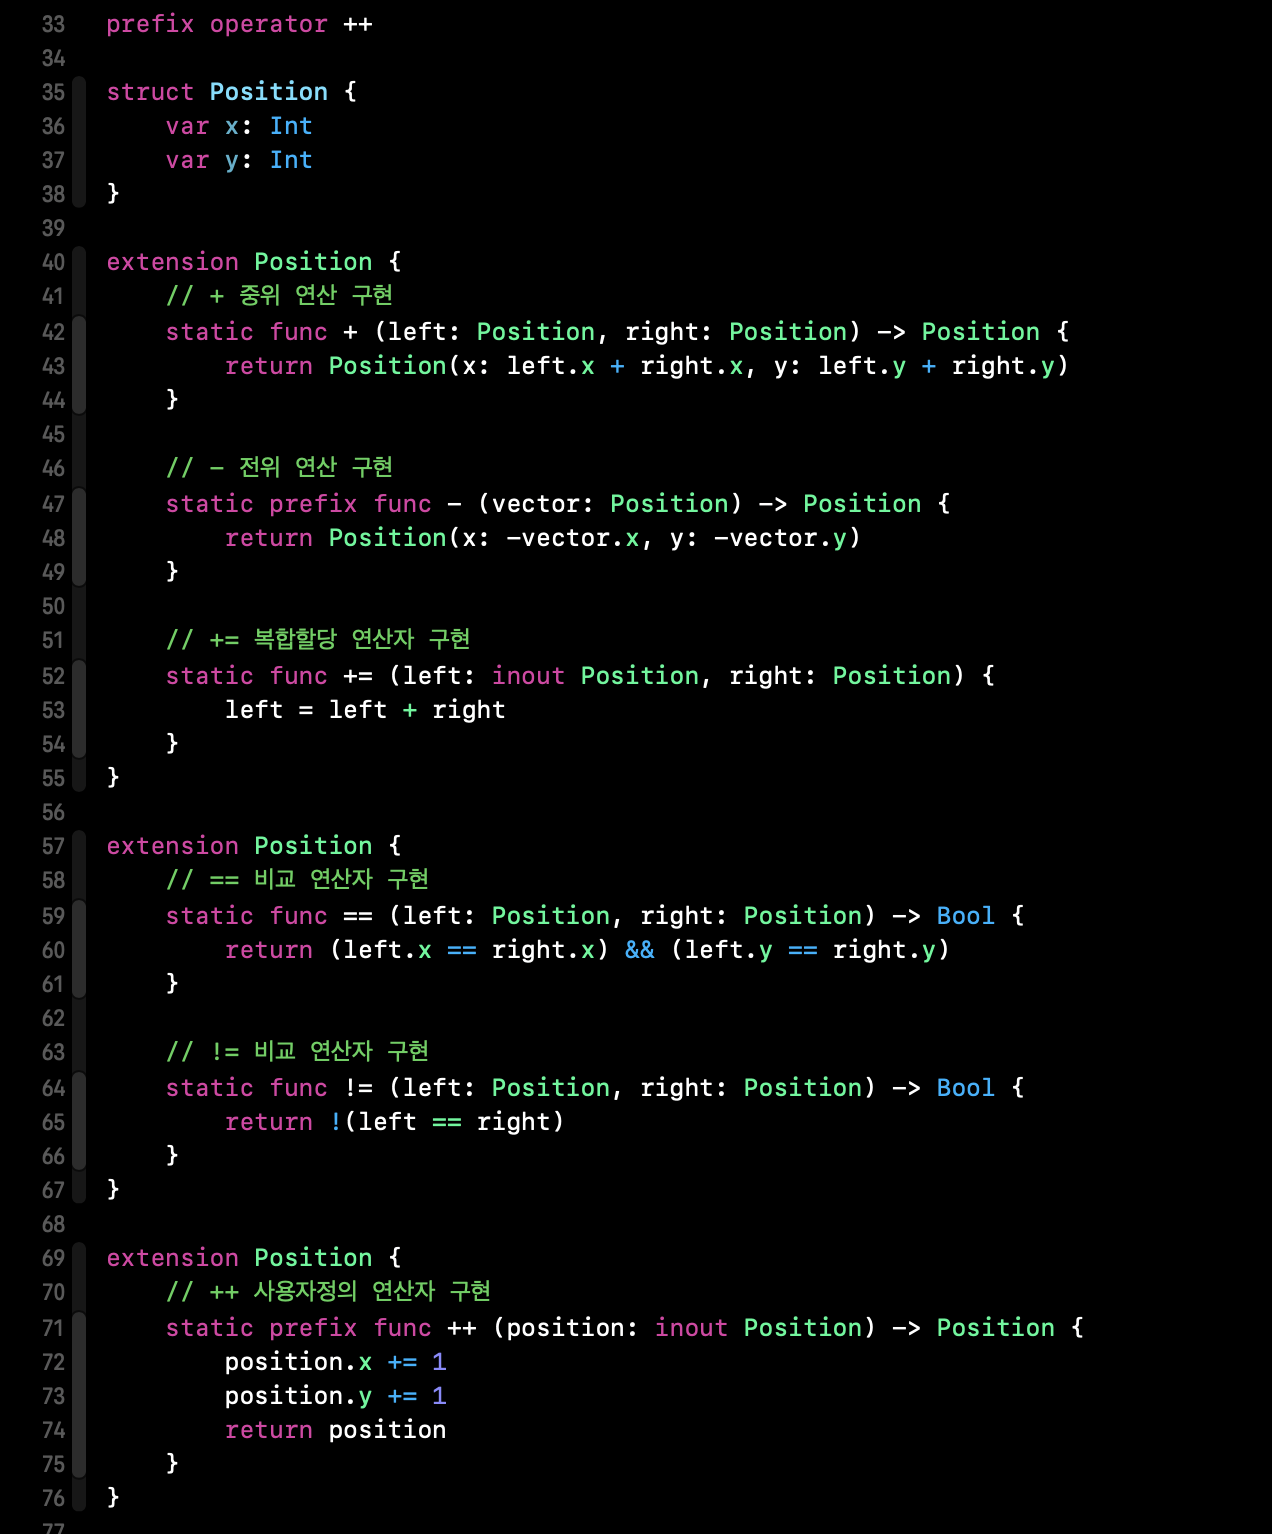 33 prefix operator ++
34
35 struct Position {
36     var x: Int
37     var y: Int
38 }
39
40 extension Position {
41     // + 중위 연산 구현
42     static func + (left: Position, right: Position) -> Position {
43         return Position(x: left.x + right.x, y: left.y + right.y)
44     }
45
46     // - 전위 연산 구현
47     static prefix func - (vector: Position) -> Position {
48         return Position(x: -vector.x, y: -vector.y)
49     }
50
51     // += 복합할당 연산자 구현
52     static func += (left: inout Position, right: Position) {
53         left = left + right
54     }
55 }
56
57 extension Position {
58     // == 비교 연산자 구현
59     static func == (left: Position, right: Position) -> Bool {
60         return (left.x == right.x) && (left.y == right.y)
61     }
62
63     // != 비교 연산자 구현
64     static func != (left: Position, right: Position) -> Bool {
65         return !(left == right)
66     }
67 }
68
69 extension Position {
70     // ++ 사용자정의 연산자 구현
71     static prefix func ++ (position: inout Position) -> Position {
72         position.x += 1
73         position.y += 1
74         return position
75     }
76 }
77